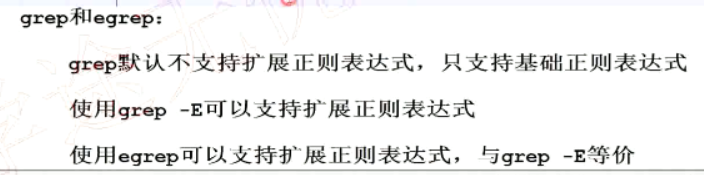 grep和egrep：
grep默认不支持扩展正则表达式，只支持基础正则表达式
使用grep -E可以支持扩展正则表达式
使用egrep可以支持扩展正则表达式，与grep -E等价